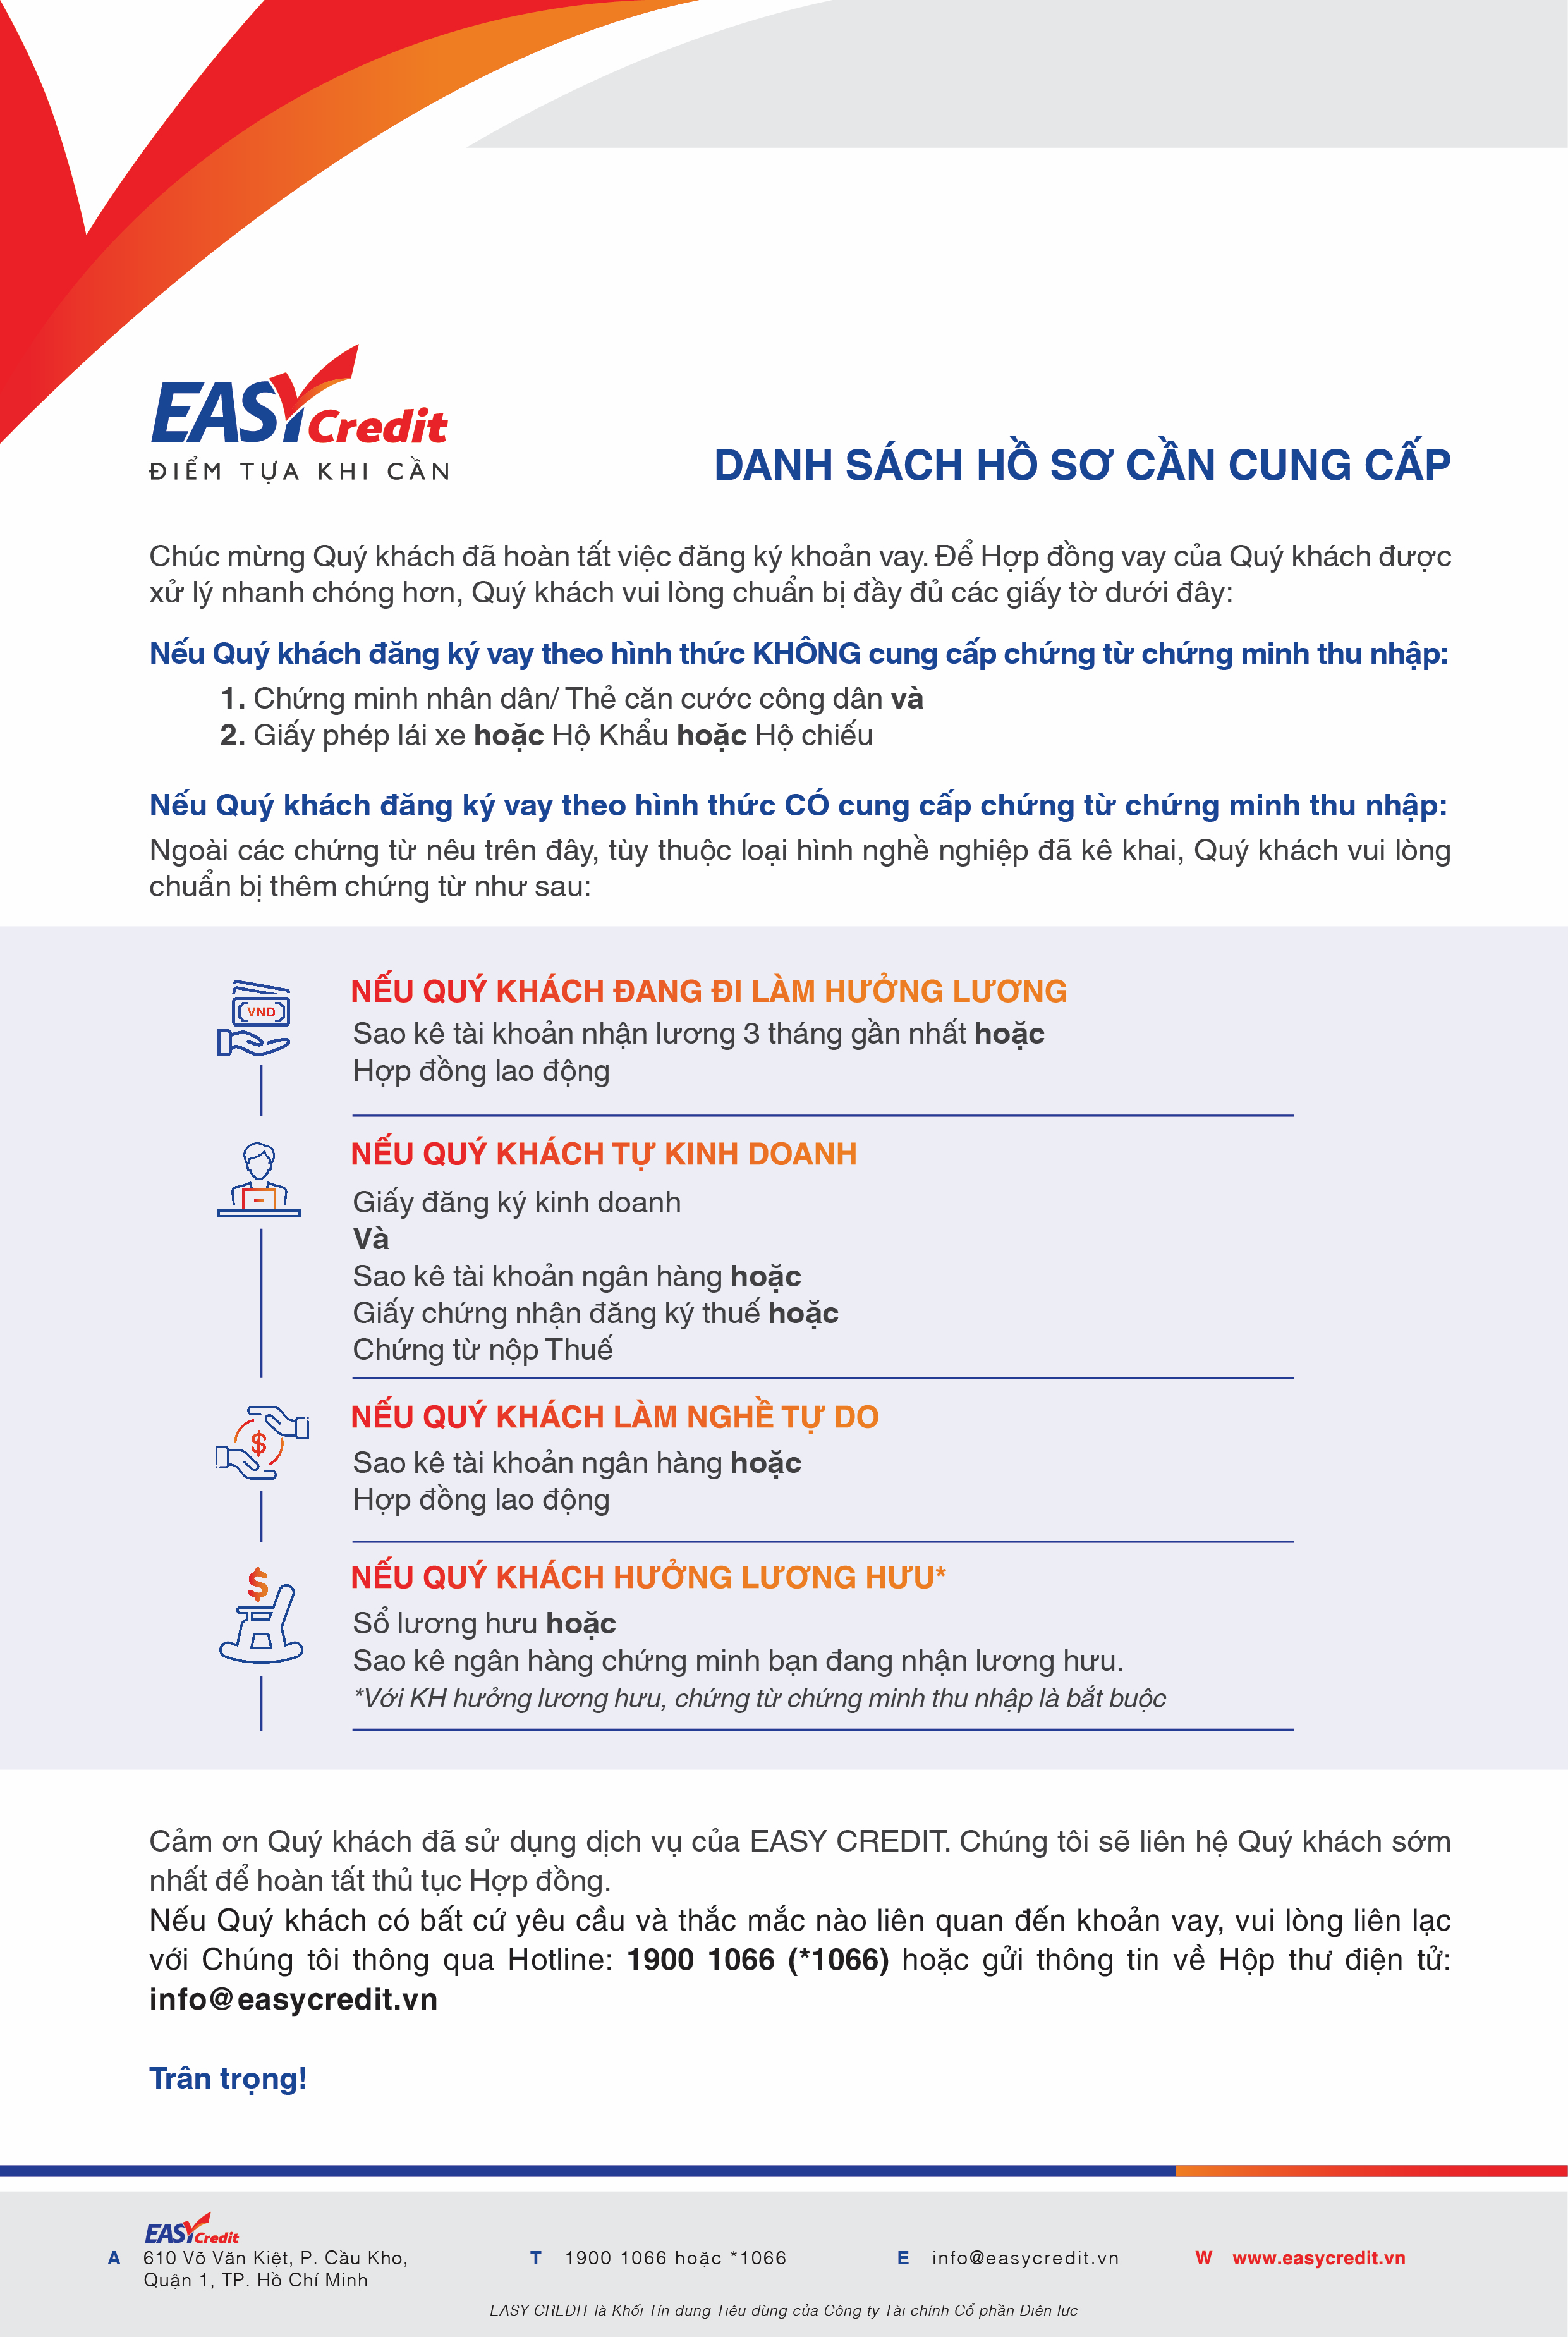 EASY Credit
ĐIỂM TỰA KHI CẦN
DANH SÁCH HỒ SƠ CẦN CUNG CẤP
Chúc mừng Quý khách đã hoàn tất việc đăng ký khoản vay. Để Hợp đồng vay của Quý khách được
xử lý nhanh chóng hơn, Quý khách vui lòng chuẩn bị đầy đủ các giấy tờ dưới đây:
Nếu Quý khách đăng ký vay theo hình thức KHÔNG cung cấp chứng từ chứng minh thu nhập:
1. Chứng minh nhân dân/ Thẻ căn cước công dân và
2. Giấy phép lái xe hoặc Hộ Khẩu hoặc Hộ chiếu
Nếu Quý khách đăng ký vay theo hình thức CÓ cung cấp chứng từ chứng minh thu nhập:
Ngoài các chứng từ nêu trên đây, tùy thuộc loại hình nghề nghiệp đã kê khai, Quý khách vui lòng
chuẩn bị thêm chứng từ như sau:
VND
NẾU QUÝ KHÁCH ĐANG ĐI LÀM HƯỞNG LƯƠNG
Sao kê tài khoản nhận lương 3 tháng gần nhất hoặc
Hợp đồng lao động
NẾU QUÝ KHÁCH TỰ KINH DOANH
Giấy đăng ký kinh doanh
Và
Sao kê tài khoản ngân hàng hoặc
Giấy chứng nhận đăng ký thuế hoặc
Chứng từ nộp Thuế
$
NẾU QUÝ KHÁCH LÀM NGHỀ TỰ DO
Sao kê tài khoản ngân hàng hoặc
Hợp đồng lao động
$
NẾU QUÝ KHÁCH HƯỞNG LƯƠNG HƯU*
Sổ lương hưu hoặc
Sao kê ngân hàng chứng minh bạn đang nhận lương hưu.
*Với KH hưởng lương hưu, chứng từ chứng minh thu nhập là bắt buộc
Cảm ơn Quý khách đã sử dụng dịch vụ của EASY CREDIT. Chúng tôi sẽ liên hệ Quý khách sớm
nhất để hoàn tất thủ tục Hợp đồng.
Nếu Quý khách có bất cứ yêu cầu và thắc mắc nào liên quan đến khoản vay, vui lòng liên lạc
với Chúng tôi thông qua Hotline: 1900 1066 (*1066) hoặc gửi thông tin về Hộp thư điện tử:
info@easycredit.vn
Trân trọng!
EASY Credit
A 610 Võ Văn Kiệt, P. Cầu Kho,
Quận 1, TP. Hồ Chí Minh
T 1900 1066 hoặc *1066
E info@easycredit.vn
W www.easycredit.vn
EASY CREDIT là Khối Tín dụng Tiêu dùng của Công ty Tài chính Cổ phần Điện lực